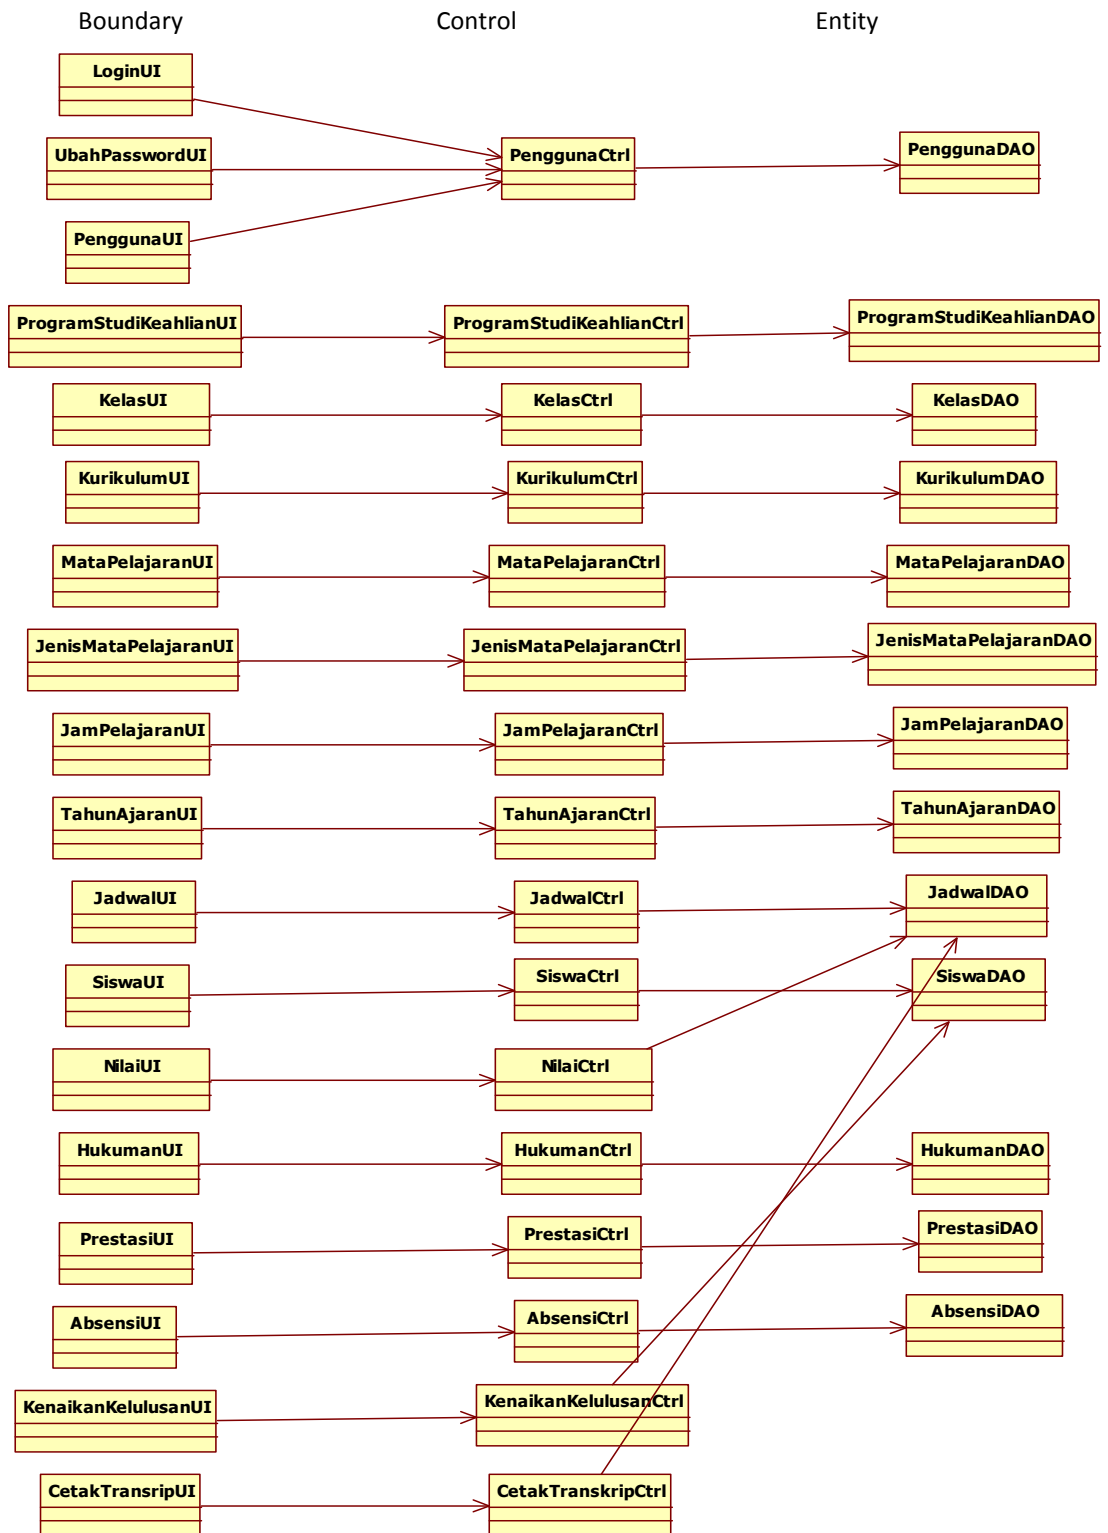 Boundary Control Entity
LoginUI
UbahPasswordUI PenggunaCtrl PenggunaDAO
PenggunaUI
ProgramStudiKeahlianUI ProgramStudiKeahlianCtrl ProgramStudiKeahlianDAO
KelasUI KelasCtrl KelasDAO
KurikulumUI KurikulumCtrl KurikulumDAO
MataPelajaranUI MataPelajaranCtrl MataPelajaranDAO
JenisMataPelajaranUI JenisMataPelajaranCtrl JenisMataPelajaranDAO
JamPelajaranUI JamPelajaranCtrl JamPelajaranDAO
TahunAjaranUI TahunAjaranCtrl TahunAjaranDAO
JadwalUI JadwalCtrl JadwalDAO
SiswaUI SiswaCtrl SiswaDAO
NilaiUI NilaiCtrl
HukumanUI HukumanCtrl HukumanDAO
PrestasiUI PrestasiCtrl PrestasiDAO
AbsensiUI AbsensiCtrl AbsensiDAO
KenaikanKelulusanUI KenaikanKelulusanCtrl
CetakTransripUI CetakTranskripCtrl